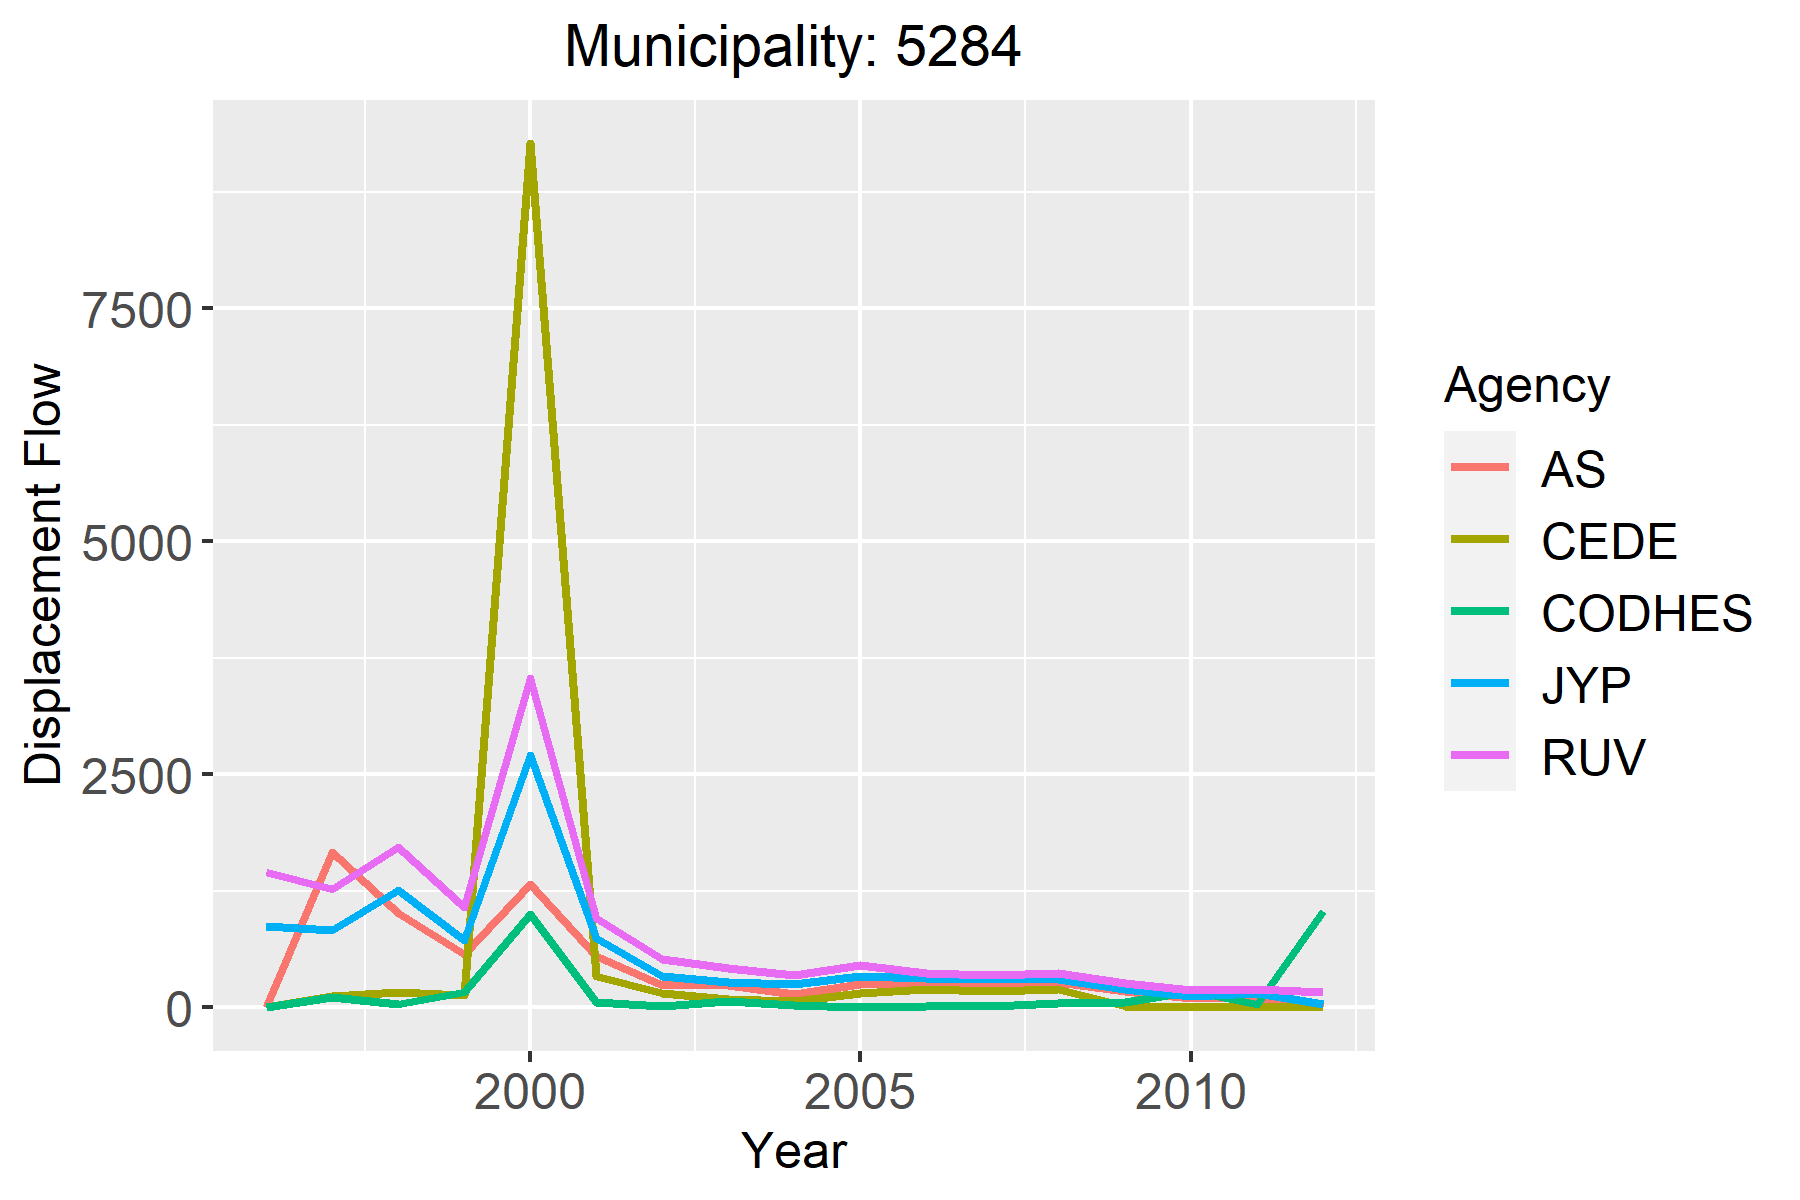 Municipality: 5284
Displacement Flow
7500
5000
2500
0
2000
2005
2010
Year
Agency
AS
CEDE
CODHES
JYP
RUV